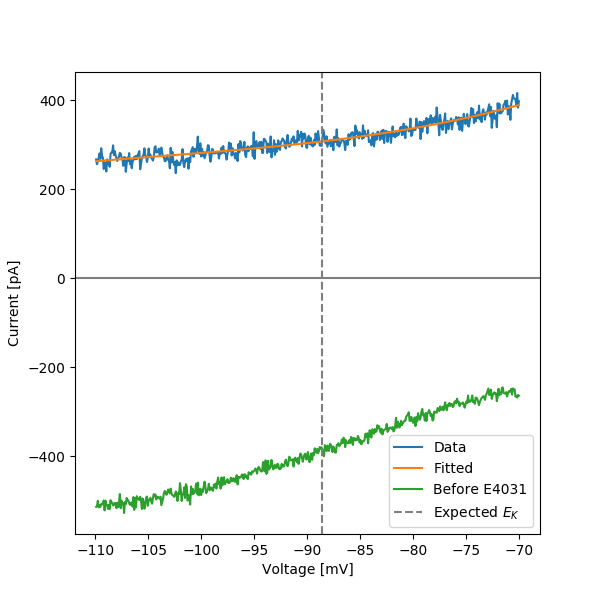 400
200
0
−200
−400
Current [pA]
−110 −105 −100 −95 −90 −85 −80 −75 −70
Voltage [mV]
Data
Fitted
Before E4031
Expected E_K